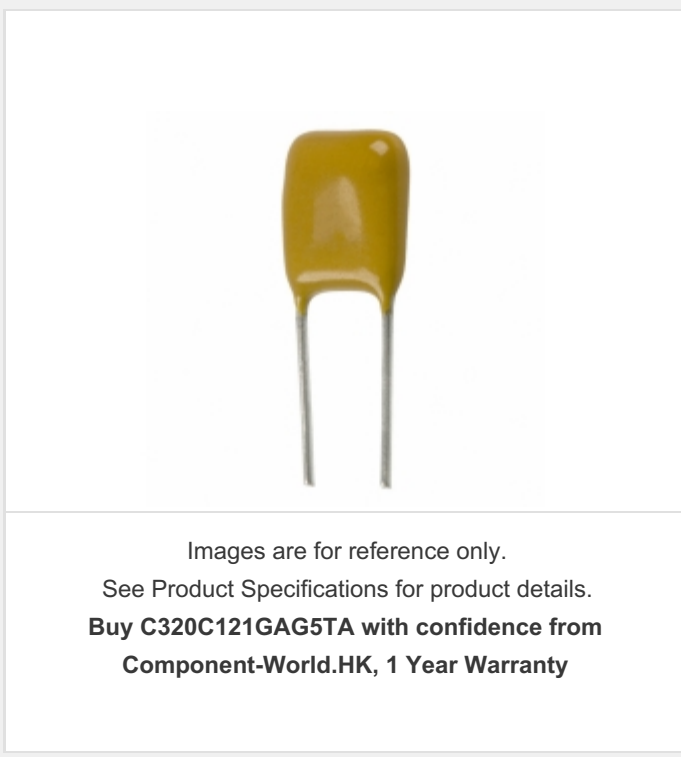 Images are for reference only.
See Product Specifications for product details.
Buy C320C121GAG5TA with confidence from
Component-World.HK, 1 Year Warranty